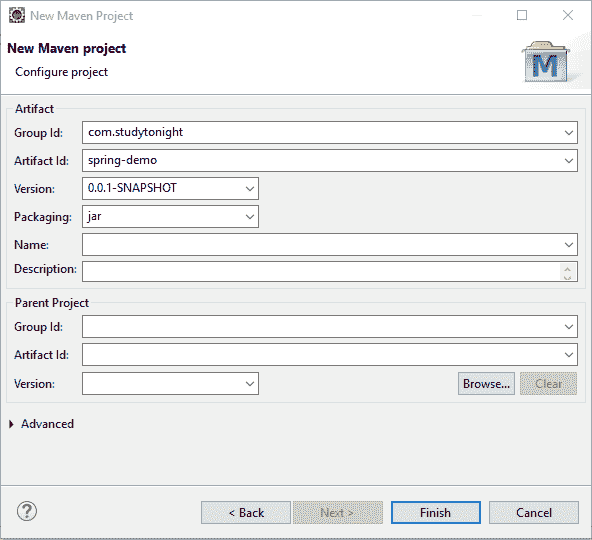 New Maven Project
New Maven project
Configure project
M
Artifact
Group Id: com.studytonight
Artifact Id: spring-demo
Version: 0.0.1-SNAPSHOT
Packaging: jar
Name:
Description:
Parent Project
Group Id:
Artifact Id:
Version: Browse... Clear
Advanced
? < Back Next > Finish Cancel